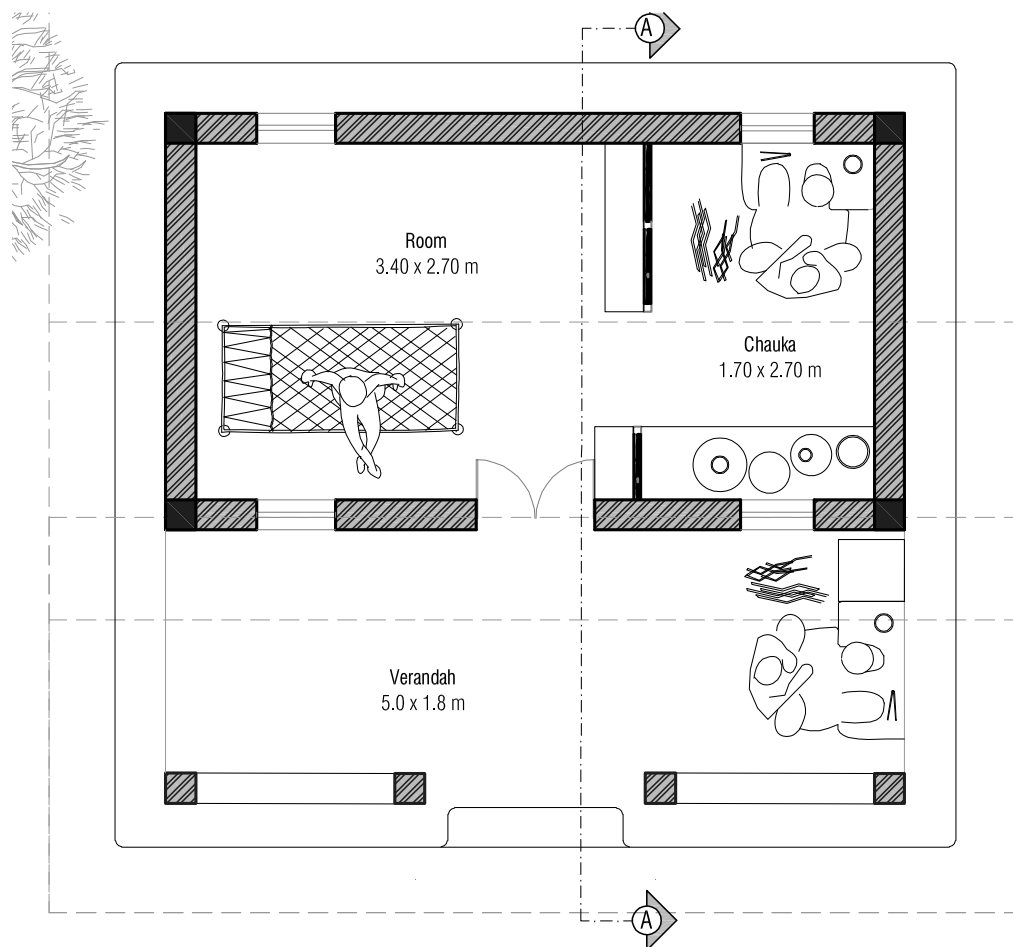 A
Room
3.40 x 2.70 m
Chauka
1.70 x 2.70 m
Verandah
5.0 x 1.8 m
A